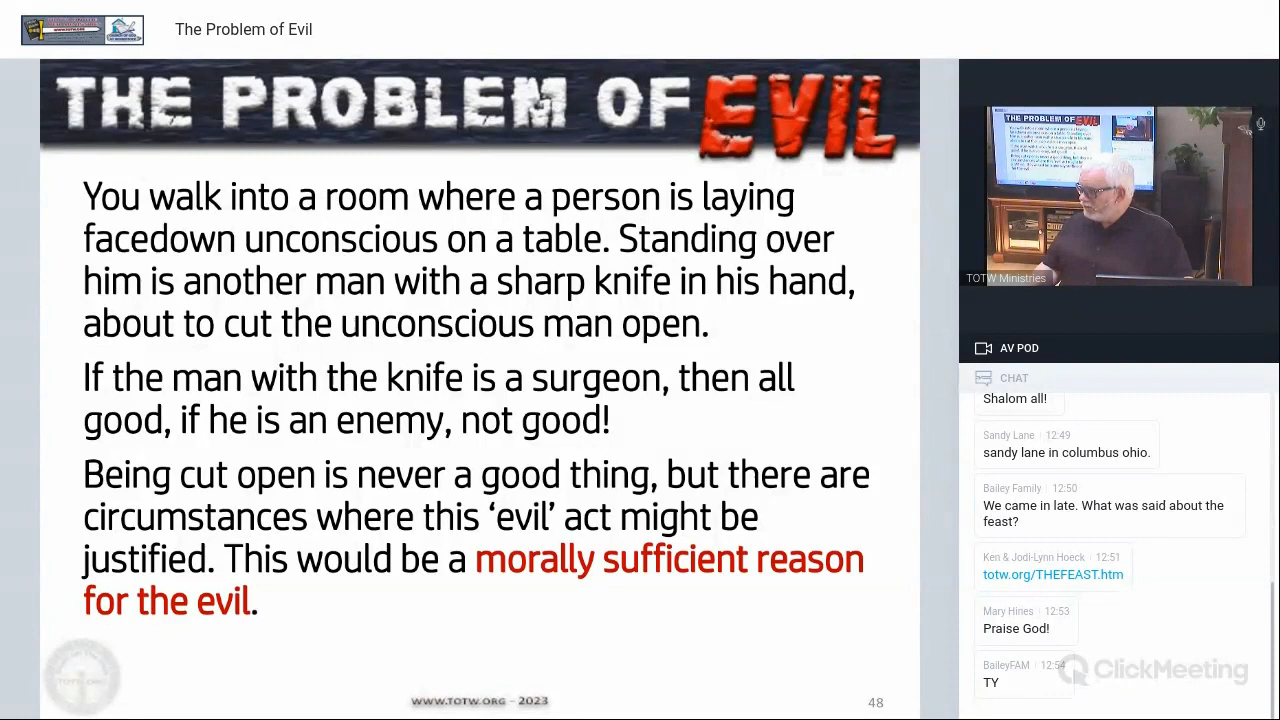 The Problem of Evil
THE PROBLEM OF EVIL
You walk into a room where a person is laying
facedown unconscious on a table. Standing over
him is another man with a sharp knife in his hand,
about to cut the unconscious man open.
If the man with the knife is a surgeon, then all
good, if he is an enemy, not good!
Being cut open is never a good thing, but there are
circumstances where this ‘evil’ act might be
justified. This would be a morally sufficient reason
for the evil.
WWW.TOTW.ORG - 2023
48
THE PROBLEM OF EVIL
TOTW Ministries
AV POD
CHAT
Shalom all!
Sandy Lane 12:49
sandy lane in columbus ohio.
Bailey Family 12:50
We came in late. What was said about the
feast?
Ken & Jodi-Lynn Hoeck 12:51
totw.org/THEFEAST.htm
Mary Hines 12:53
Praise God!
BaileyFAM 12:54
TY
ClickMeeting